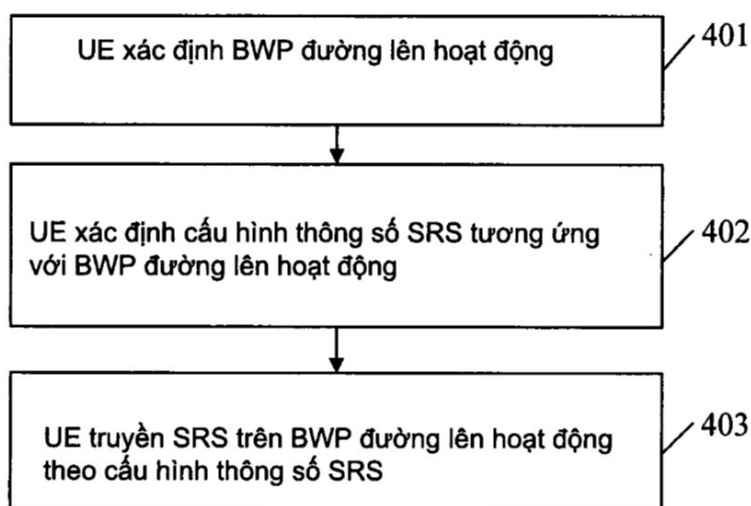 UE xác định BWP đường lên hoạt động
401
UE xác định cấu hình thông số SRS tương ứng
với BWP đường lên hoạt động
402
UE truyền SRS trên BWP đường lên hoạt động
theo cấu hình thông số SRS
403